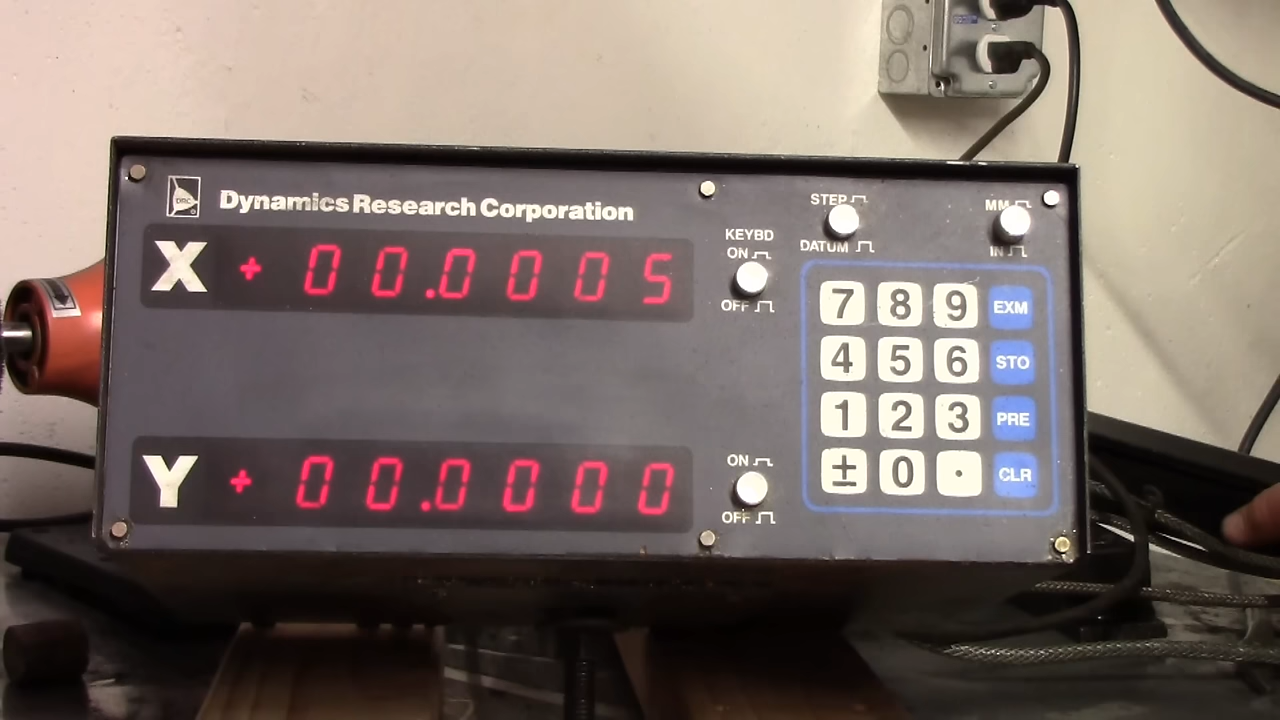 DRC
Dynamics Research Corporation
X + 00.0005
Y + 00.0000
KEYBD
ON
OFF
ON
OFF
STEP
DATUM
MM
IN
7 8 9 EXM
4 5 6 STO
1 2 3 PRE
± 0 . CLR